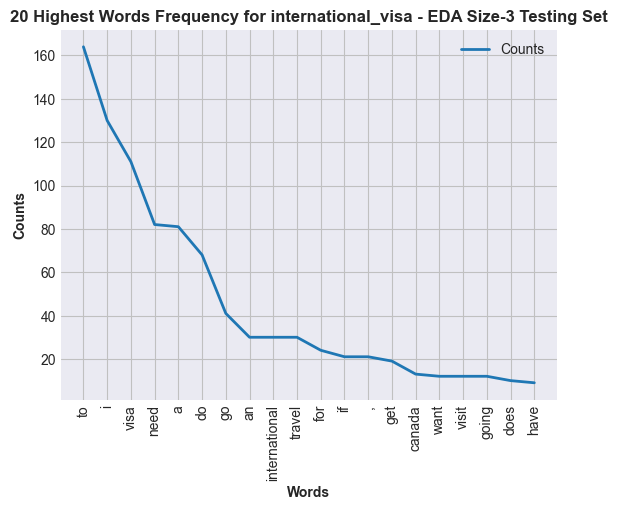 20 Highest Words Frequency for international_visa - EDA Size-3 Testing Set
Counts
160
140
120
100
80
60
40
20
Counts
to
i
visa
need
a
do
go
an
international
travel
for
if
,
get
canada
want
visit
going
does
have
Words